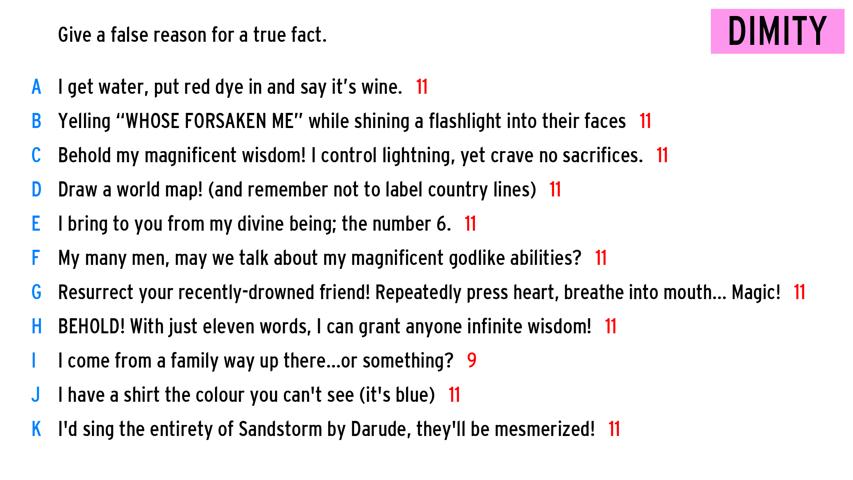 Give a false reason for a true fact.
DIMITY
A I get water, put red dye in and say it's wine. 11
B Yelling “WHOSE FORSAKEN ME” while shining a flashlight into their faces 11
C Behold my magnificent wisdom! I control lightning, yet crave no sacrifices. 11
D Draw a world map! (and remember not to label country lines) 11
E I bring to you from my divine being; the number 6. 11
F My many men, may we talk about my magnificent godlike abilities? 11
G Resurrect your recently-drowned friend! Repeatedly press heart, breathe into mouth... Magic! 11
H BEHOLD! With just eleven words, I can grant anyone infinite wisdom! 11
I I come from a family way up there...or something? 9
J I have a shirt the colour you can't see (it's blue) 11
K I'd sing the entirety of Sandstorm by Darude, they'll be mesmerized! 11